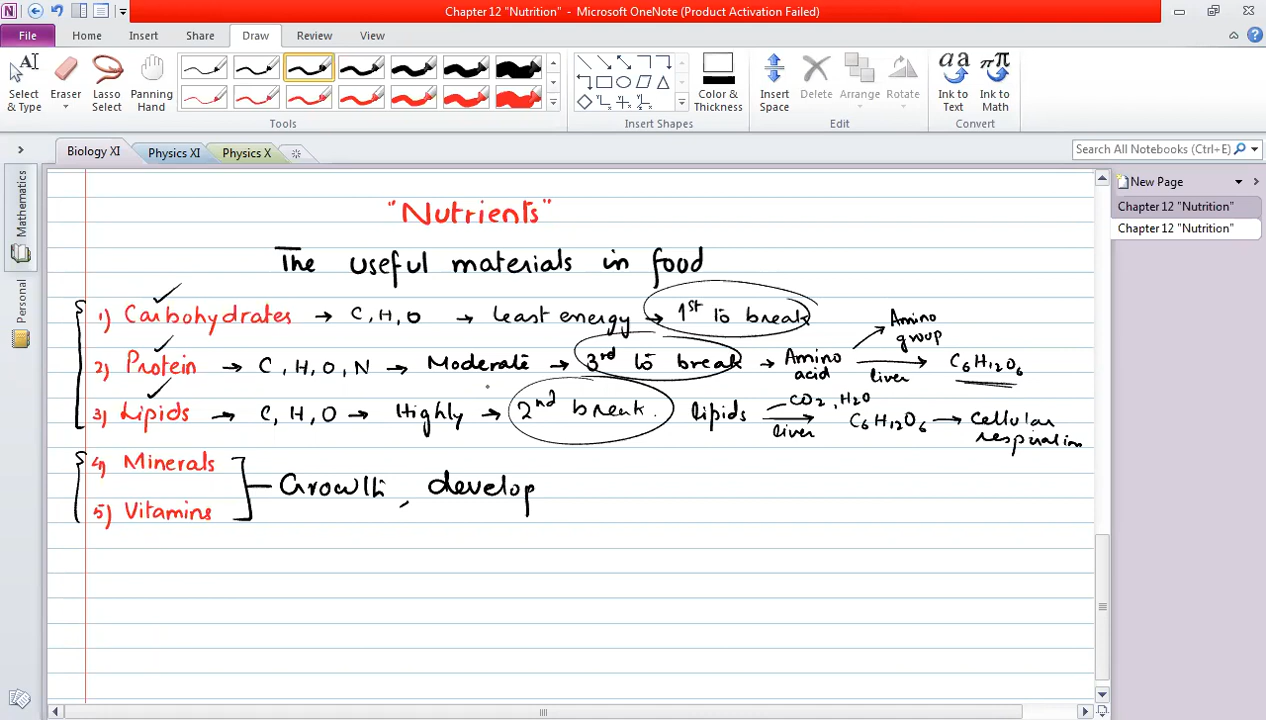 Chapter 12 "Nutrition" - Microsoft OneNote (Product Activation Failed)
File Home Insert Share Draw Review View
Select & Type
Eraser
Lasso Select
Panning Hand
Color & Thickness
Insert Space
Delete
Arrange
Rotate
Ink to Text
Ink to Math
Tools
Insert Shapes
Edit
Convert
Biology XI Physics XI Physics X
Search All Notebooks (Ctrl+E)
New Page
Chapter 12 "Nutrition"
Chapter 12 "Nutrition"
Mathematics
Personal
"Nutrients"
The useful materials in food
1) Carbohydrates → C, H, O → Least energy → 1st to break
2) Protein → C, H, O, N → Moderate → 3rd to break → Amino acid → Amino group liver → C6H12O6
3) Lipids → C, H, O → Highly → 2nd break. lipids CO2, H2O liver → C6H12O6 → Cellular respiration
4) Minerals
5) Vitamins
Growth, develop